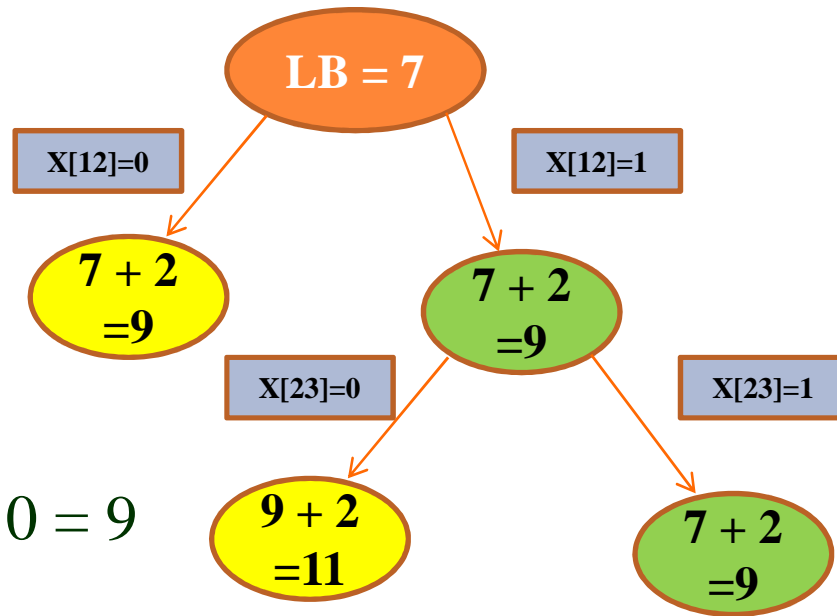 LB = 7
X[12]=0
X[12]=1
7 + 2
=9
7 + 2
=9
X[23]=0
X[23]=1
0 = 9
9 + 2
=11
7 + 2
=9